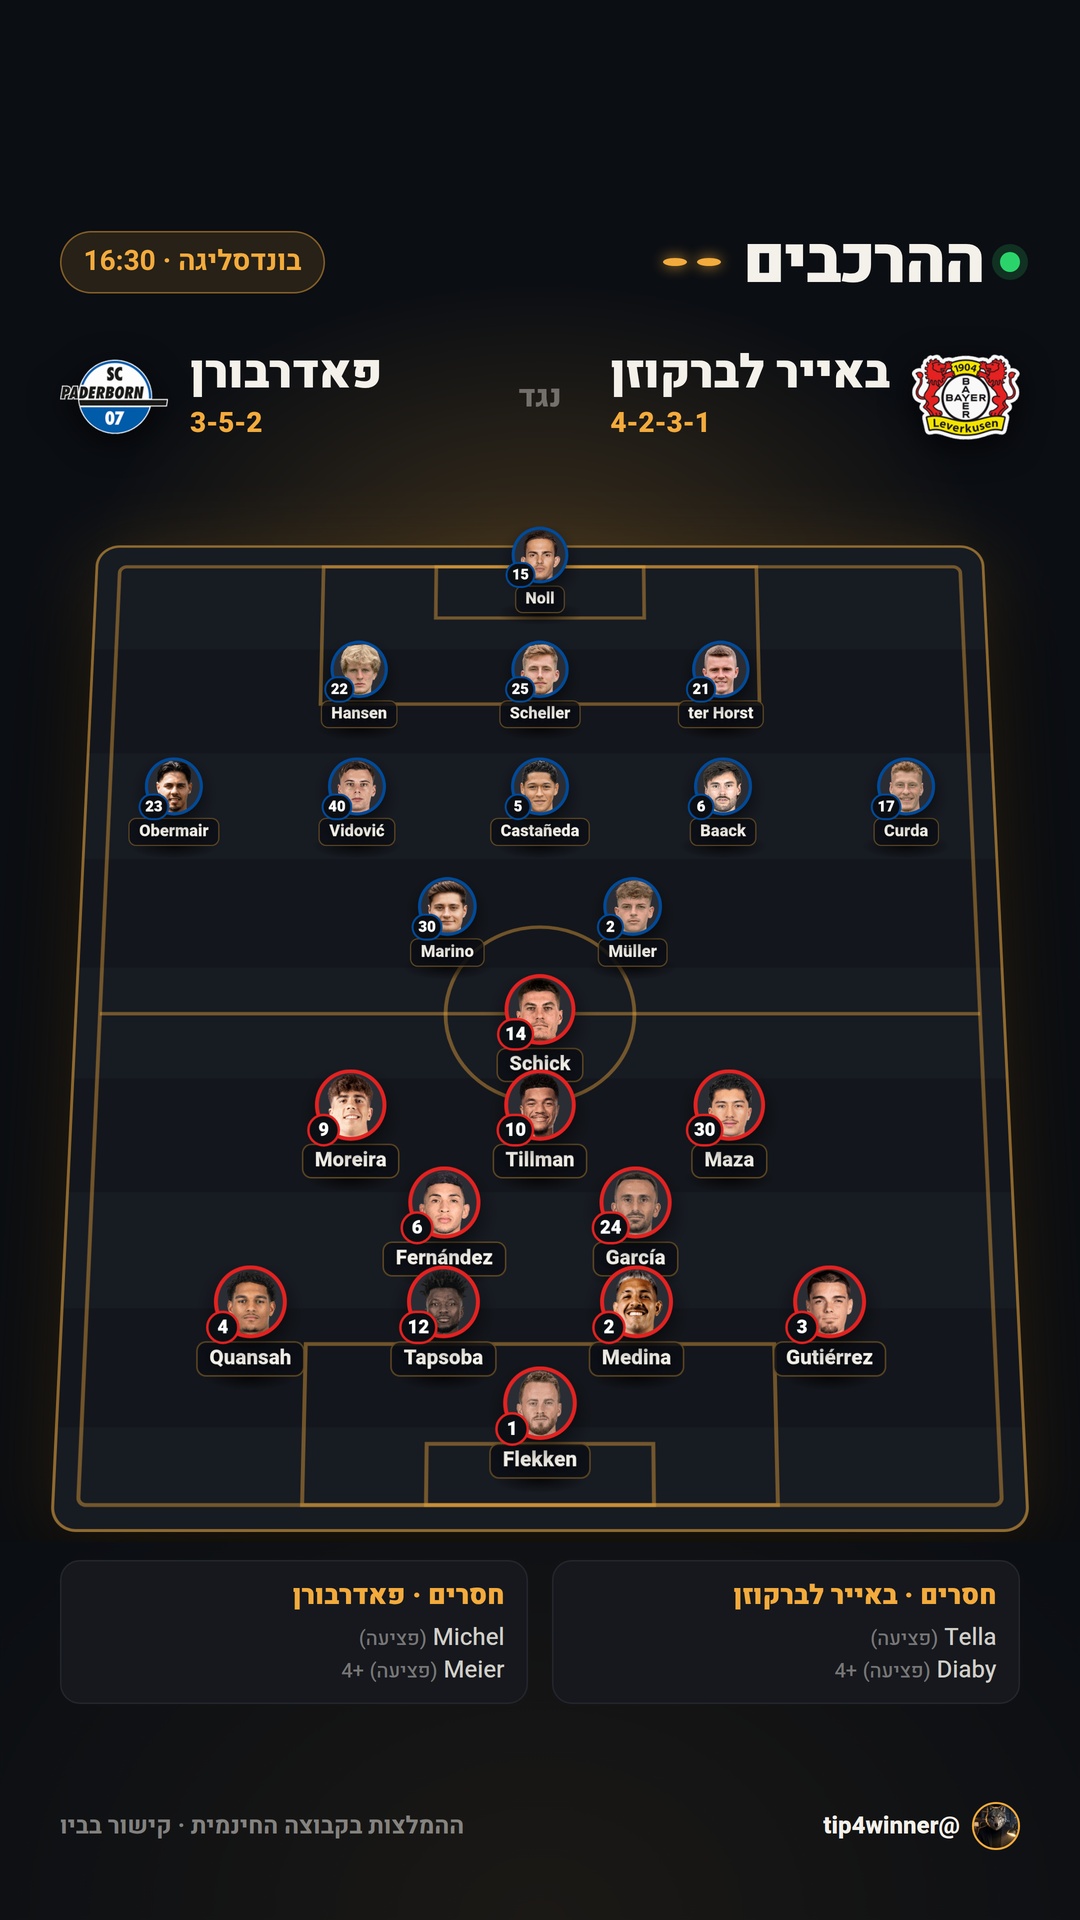 ההרכבים
בונדסליגה · 16:30
1904
BAYER
BAYER
Leverkusen
באייר לברקוזן
4-2-3-1
נגד
פאדרבורן
3-5-2
SC
PADERBORN
07
15
Noll
22
Hansen
25
Scheller
21
ter Horst
23
Obermair
40
Vidović
5
Castañeda
6
Baack
17
Curda
30
Marino
2
Müller
14
Schick
9
Moreira
10
Tillman
30
Maza
6
Fernández
24
García
4
Quansah
12
Tapsoba
2
Medina
3
Gutiérrez
1
Flekken
חסרים · באייר לברקוזן
Tella (פציעה)
Diaby (פציעה) +4
חסרים · פאדרבורן
Michel (פציעה)
Meier (פציעה) +4
tip4winner@
ההמלצות בקבוצה החינמית · קישור בביו